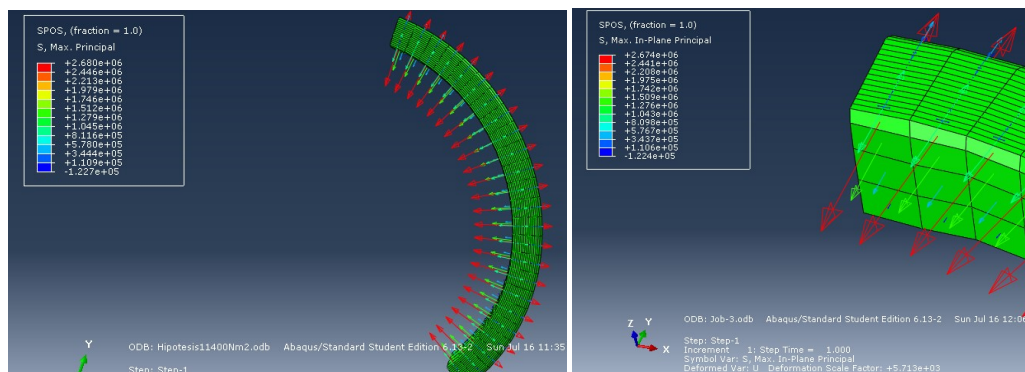 SPOS, (fraction = 1.0)
S, Max. Principal
+2.680e+06
+2.446e+06
+2.213e+06
+1.979e+06
+1.746e+06
+1.512e+06
+1.279e+06
+1.045e+06
+8.116e+05
+5.780e+05
+3.444e+05
+1.109e+05
-1.227e+05
Y
ODB: Hipotesis11400Nm2.odb Abaqus/Standard Student Edition 6.13-2 Sun Jul 16 11:35
Step: Step-1
SPOS, (fraction = 1.0)
S, Max. In-Plane Principal
+2.674e+06
+2.441e+06
+2.208e+06
+1.975e+06
+1.742e+06
+1.509e+06
+1.276e+06
+1.043e+06
+8.098e+05
+5.767e+05
+3.437e+05
+1.106e+05
-1.224e+05
Z Y
X
ODB: Job-3.odb Abaqus/Standard Student Edition 6.13-2 Sun Jul 16 12:06
Step: Step-1
Increment 1: Step Time = 1.000
Symbol Var: S, Max. In-Plane Principal
Deformed Var: U Deformation Scale Factor: +5.713e+03